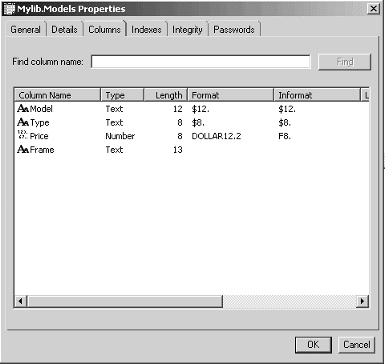 Mylib.Models Properties
General Details Columns Indexes Integrity Passwords
Find column name: Find
Column Name Type Length Format Informat L
Model Text 12 $12. $12.
Type Text 8 $8. $8.
Price Number 8 DOLLAR12.2 F8.
Frame Text 13
OK Cancel